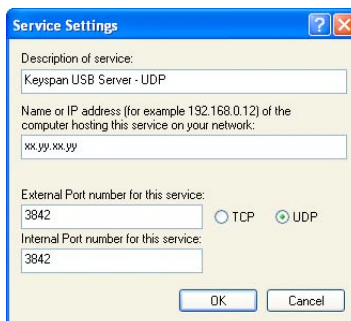 Service Settings
Description of service:
Keyspan USB Server - UDP
Name or IP address (for example 192.168.0.12) of the
computer hosting this service on your network:
xx.yy.xx.yy
External Port number for this service:
3842
TCP
UDP
Internal Port number for this service:
3842
OK
Cancel